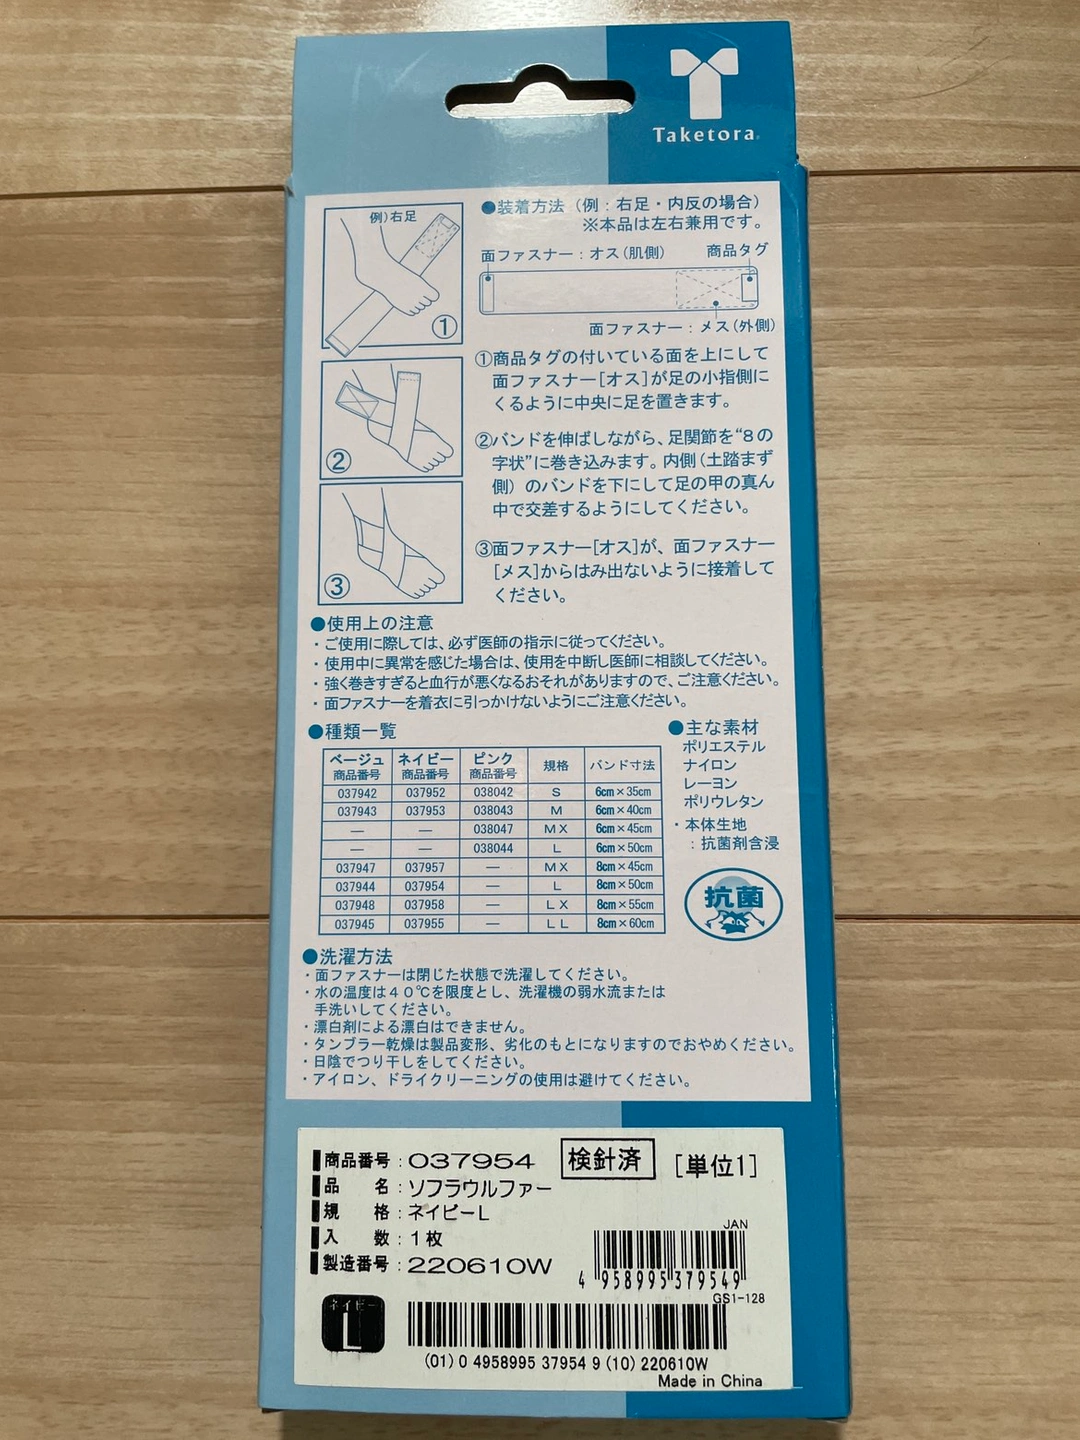 Taketora
例)右足
①
②
③
●装着方法（例：右足・内反の場合）
※本品は左右兼用です。
面ファスナー：オス（肌側）
商品タグ
面ファスナー：メス（外側）
①商品タグの付いている面を上にして
面ファスナー[オス]が足の小指側に
くるように中央に足を置きます。
②バンドを伸ばしながら、足関節を“８の
字状”に巻き込みます。内側（土踏まず
側）のバンドを下にして足の甲の真ん
中で交差するようにしてください。
③面ファスナー[オス]が、面ファスナー
[メス]からはみ出ないように接着して
ください。
●使用上の注意
・ご使用に際しては、必ず医師の指示に従ってください。
・使用中に異常を感じた場合は、使用を中断し医師に相談してください。
・強く巻きすぎると血行が悪くなるおそれがありますので、ご注意ください。
・面ファスナーを着衣に引っかけないようにご注意ください。
●種類一覧
ベージュ 商品番号 ネイビー 商品番号 ピンク 商品番号 規格 バンド寸法
037942 037952 038042 S 6cm×35cm
037943 037953 038043 M 6cm×40cm
— — 038047 MX 6cm×45cm
— — 038044 L 6cm×50cm
037947 037957 — MX 8cm×45cm
037944 037954 — L 8cm×50cm
037948 037958 — LX 8cm×55cm
037945 037955 — LL 8cm×60cm
●主な素材
ポリエステル
ナイロン
レーヨン
ポリウレタン
・本体生地
：抗菌剤含浸
抗菌
●洗濯方法
・面ファスナーは閉じた状態で洗濯してください。
・水の温度は４０℃を限度とし、洗濯機の弱水流または
手洗いしてください。
・漂白剤による漂白はできません。
・タンブラー乾燥は製品変形、劣化のもとになりますのでおやめください。
・日陰でつり干しをしてください。
・アイロン、ドライクリーニングの使用は避けてください。
商品番号：037954 検針済 [単位1]
品 名：ソフラウルファー
規 格：ネイビーL
入 数：1枚
製造番号：220610W
JAN
4 958995 379549
GS1-128
ネイビー
L
(01) 0 4958995 37954 9 (10) 220610W
Made in China